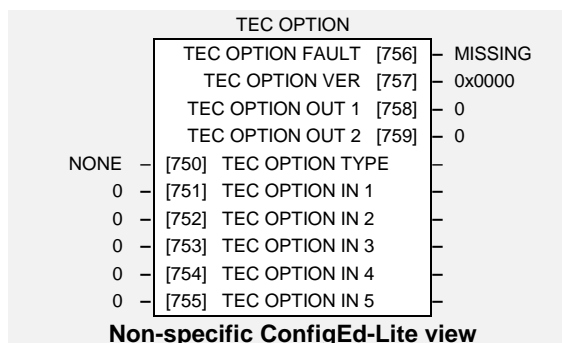 TEC OPTION
TEC OPTION FAULT [756] – MISSING
TEC OPTION VER [757] – 0x0000
TEC OPTION OUT 1 [758] – 0
TEC OPTION OUT 2 [759] – 0
NONE – [750] TEC OPTION TYPE –
0 – [751] TEC OPTION IN 1 –
0 – [752] TEC OPTION IN 2 –
0 – [753] TEC OPTION IN 3 –
0 – [754] TEC OPTION IN 4 –
0 – [755] TEC OPTION IN 5 –
Non-specific ConfigEd-Lite view